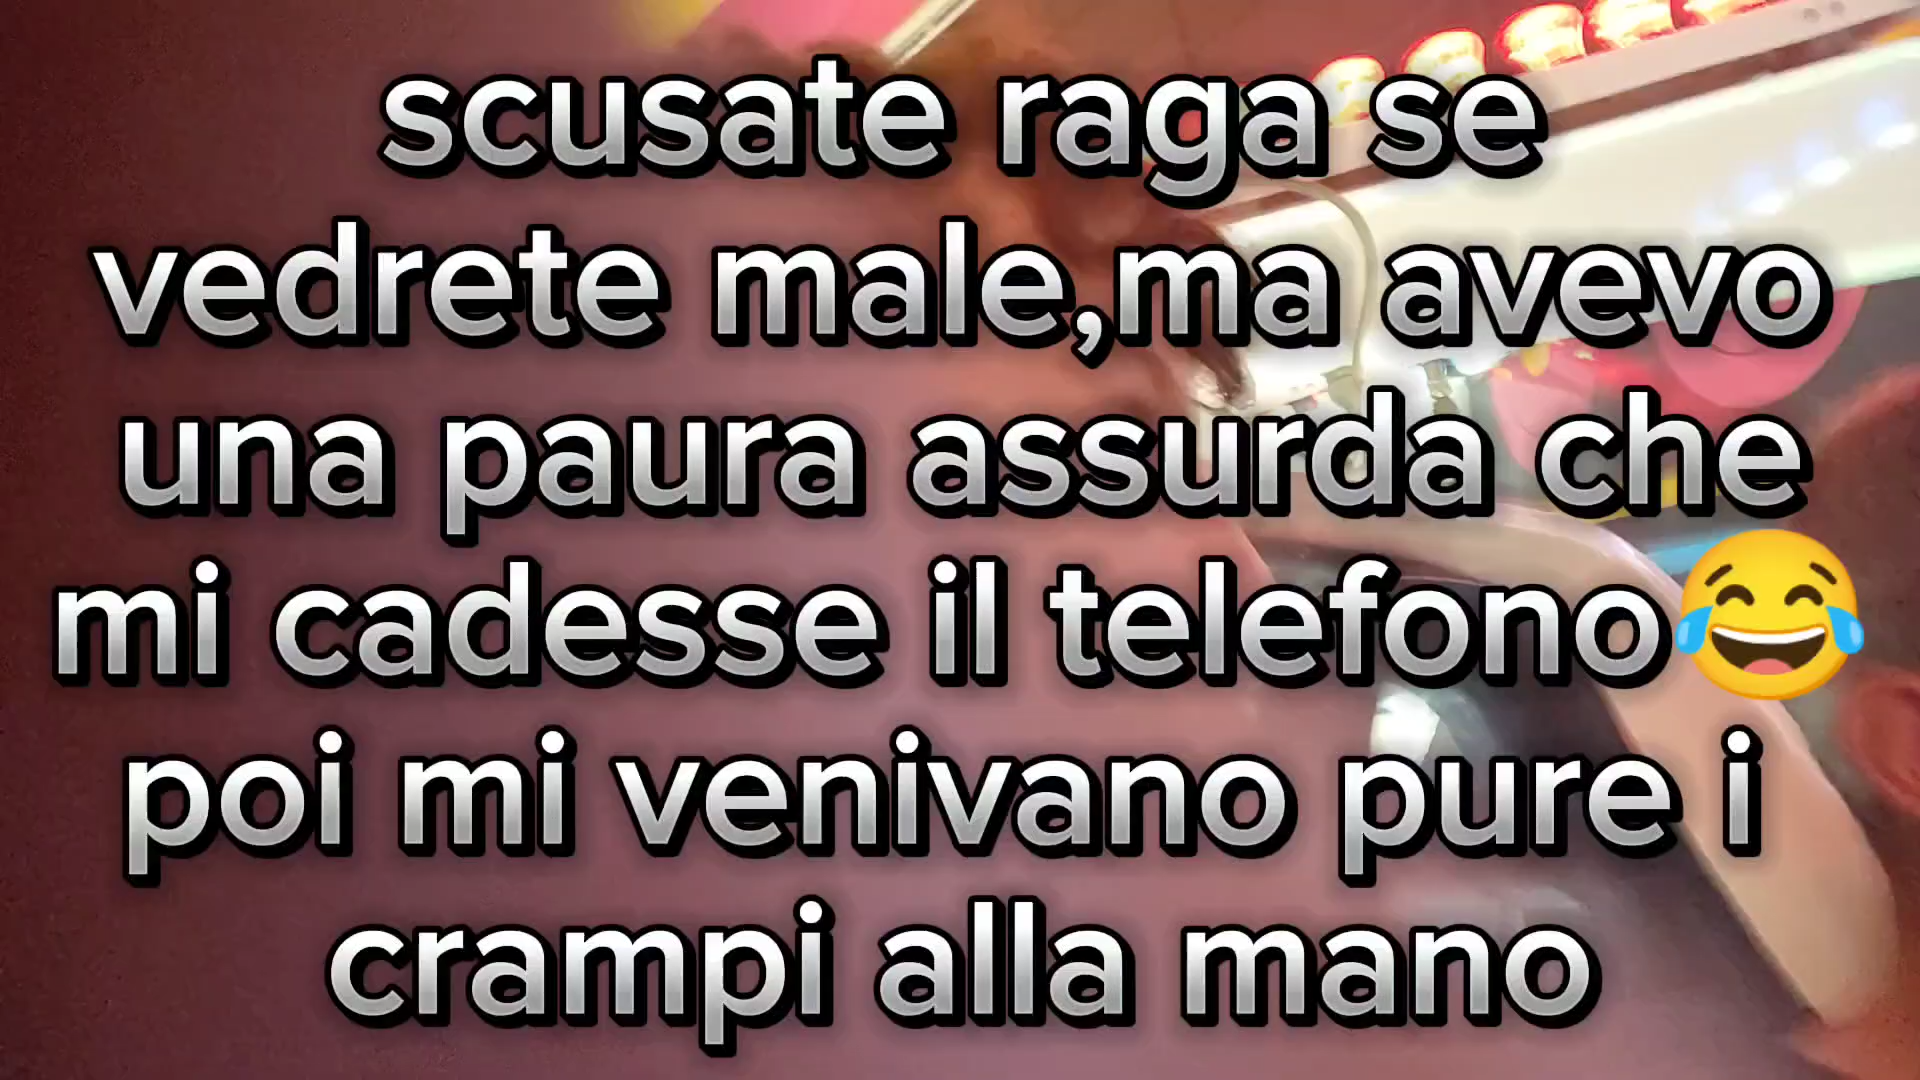 scusate raga se
vedrete male,ma avevo
una paura assurda che
mi cadesse il telefono😂
poi mi venivano pure i
crampi alla mano